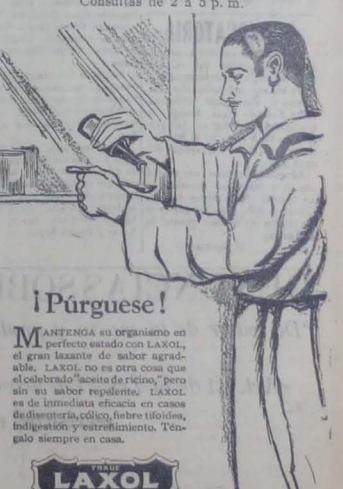 Consultas de 2 a 5 p. m.
¡Púrguese!
MANTENGA su organismo en
perfecto estado con LAXOL,
el gran laxante de sabor agrad-
able. LAXOL no es otra cosa que
el celebrado "aceite de ricino," pero
sin su sabor repelente. LAXOL
es de inmediata eficacia en casos
de disentería, cólico, fiebre tifoidea,
indigestión y estreñimiento. Tén-
galo siempre en casa.
TRADE
LAXOL